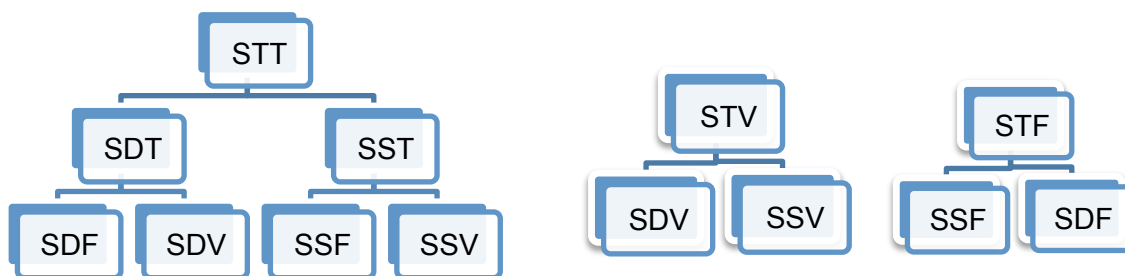 STT
SDT SST
SDF SDV SSF SSV
STV
SDV SSV
STF
SSF SDF